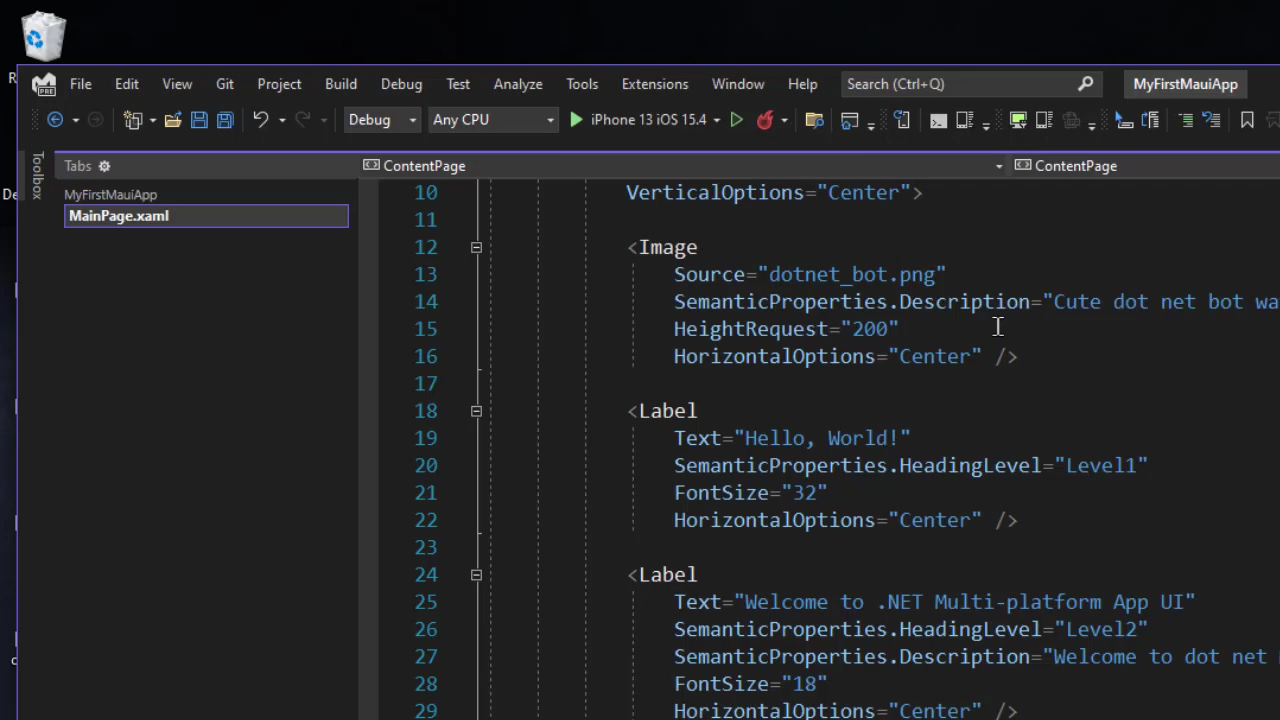 File Edit View Git Project Build Debug Test Analyze Tools Extensions Window Help Search (Ctrl+Q) MyFirstMauiApp
PRE
Debug Any CPU iPhone 13 iOS 15.4
Toolbox
Tabs ContentPage ContentPage
MyFirstMauiApp
MainPage.xaml
10 VerticalOptions="Center">
11
12 <Image
13 Source="dotnet_bot.png"
14 SemanticProperties.Description="Cute dot net bot wa
15 HeightRequest="200"
16 HorizontalOptions="Center" />
17
18 <Label
19 Text="Hello, World!"
20 SemanticProperties.HeadingLevel="Level1"
21 FontSize="32"
22 HorizontalOptions="Center" />
23
24 <Label
25 Text="Welcome to .NET Multi-platform App UI"
26 SemanticProperties.HeadingLevel="Level2"
27 SemanticProperties.Description="Welcome to dot net
28 FontSize="18"
29 HorizontalOptions="Center" />